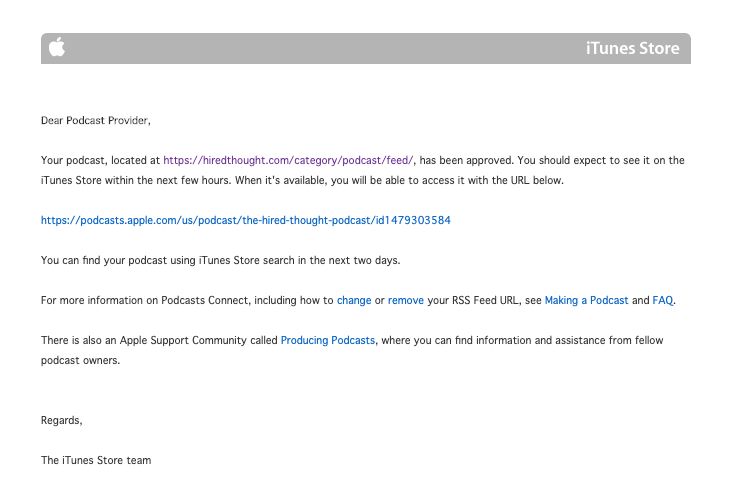 iTunes Store
Dear Podcast Provider,
Your podcast, located at https://hiredthought.com/category/podcast/feed/, has been approved. You should expect to see it on the
iTunes Store within the next few hours. When it's available, you will be able to access it with the URL below.
https://podcasts.apple.com/us/podcast/the-hired-thought-podcast/id1479303584
You can find your podcast using iTunes Store search in the next two days.
For more information on Podcasts Connect, including how to change or remove your RSS Feed URL, see Making a Podcast and FAQ.
There is also an Apple Support Community called Producing Podcasts, where you can find information and assistance from fellow
podcast owners.
Regards,
The iTunes Store team